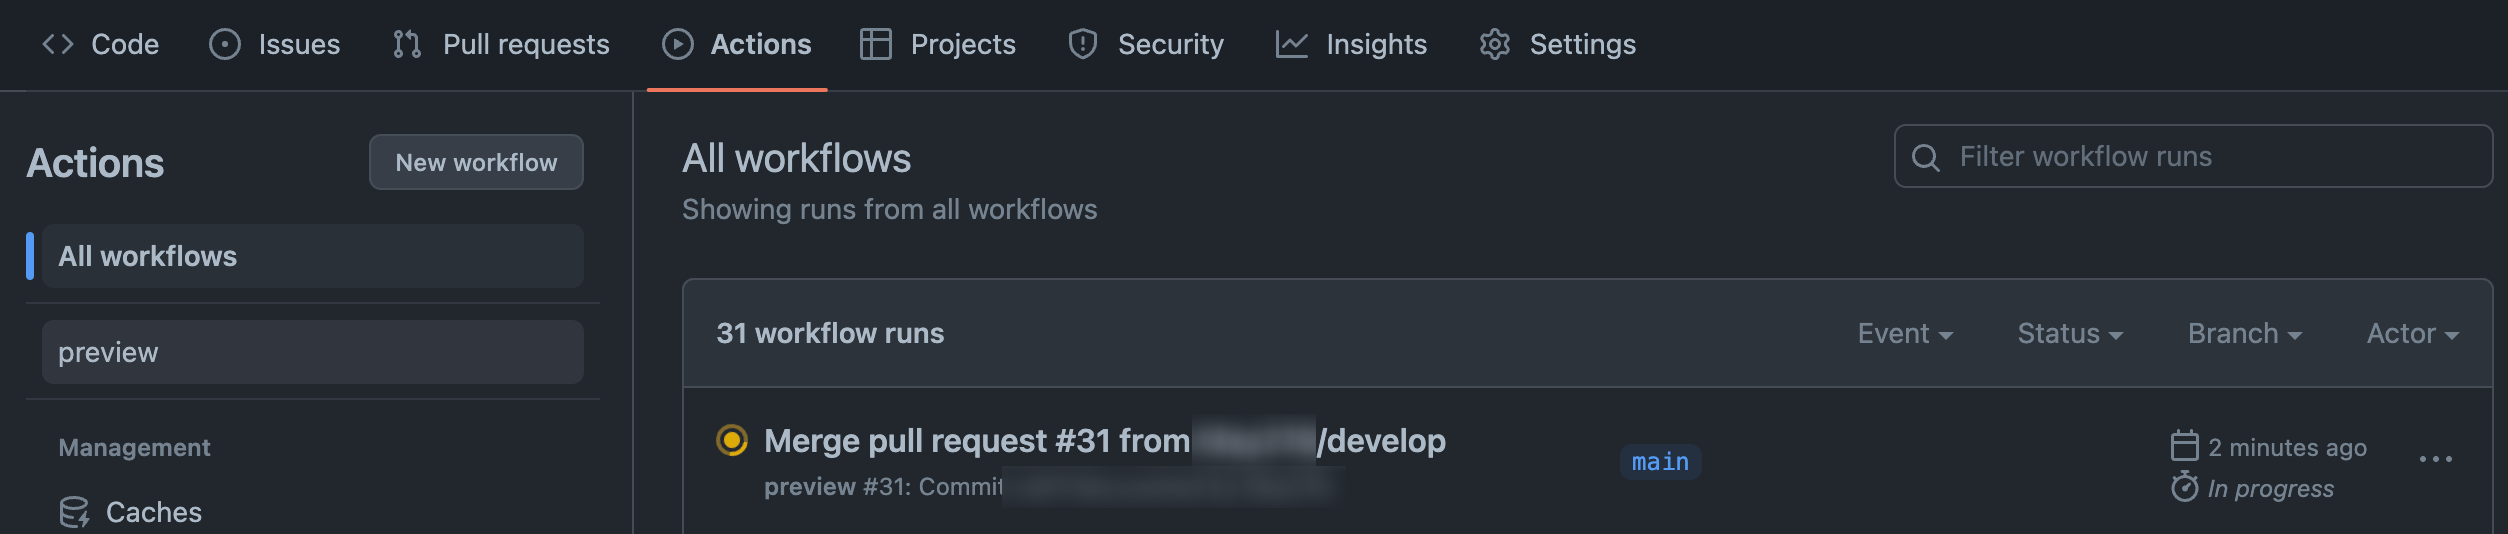 Code Issues Pull requests Actions Projects Security Insights Settings
Actions
New workflow
All workflows
preview
Management
Caches
All workflows
Showing runs from all workflows
Filter workflow runs
31 workflow runs
Event Status Branch Actor
Merge pull request #31 from /develop
preview #31: Commit
main
2 minutes ago
In progress